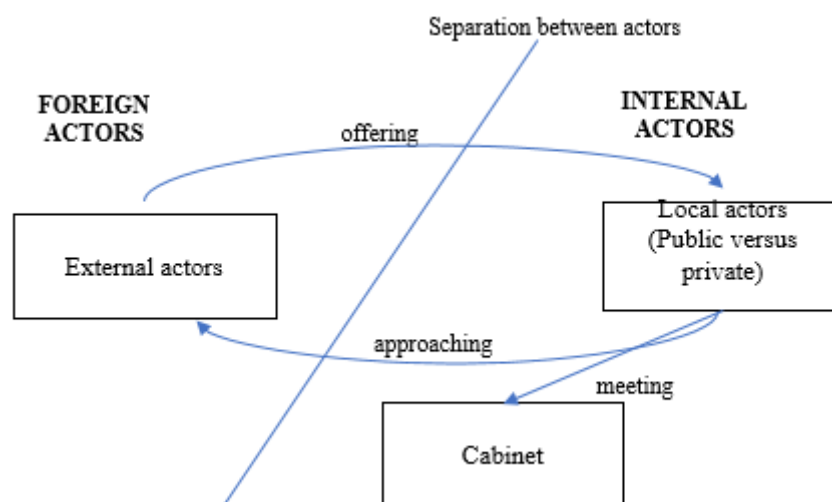 Separation between actors
FOREIGN
ACTORS
INTERNAL
ACTORS
offering
External actors
Local actors
(Public versus
private)
approaching
meeting
Cabinet